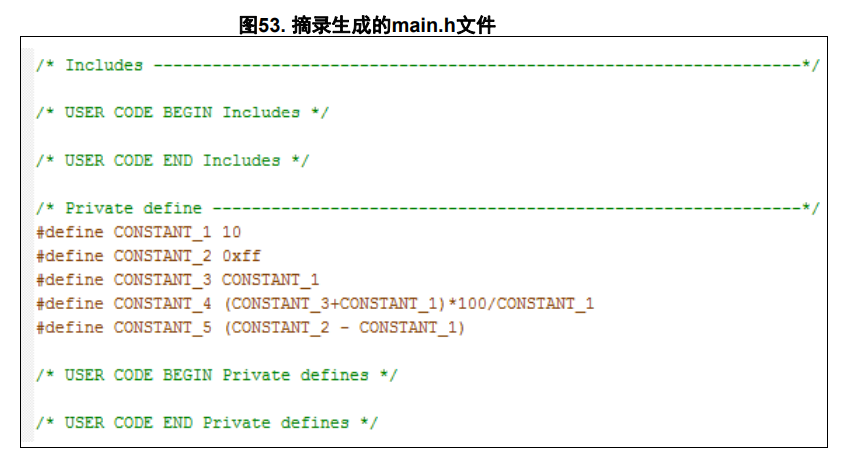 图53. 摘录生成的main.h文件
/* Includes ------------------------------------------------------------------*/
/* USER CODE BEGIN Includes */
/* USER CODE END Includes */
/* Private define ------------------------------------------------------------*/
#define CONSTANT_1 10
#define CONSTANT_2 0xff
#define CONSTANT_3 CONSTANT_1
#define CONSTANT_4 (CONSTANT_3+CONSTANT_1)*100/CONSTANT_1
#define CONSTANT_5 (CONSTANT_2 - CONSTANT_1)
/* USER CODE BEGIN Private defines */
/* USER CODE END Private defines */